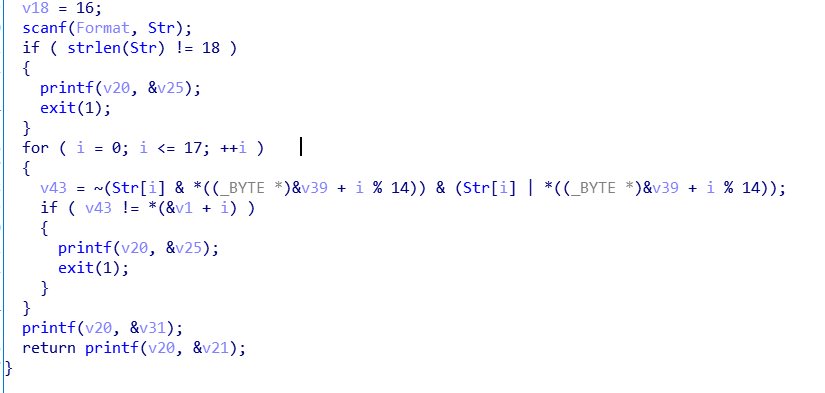 v18 = 16;
scanf(Format, Str);
if ( strlen(Str) != 18 )
{
printf(v20, &v25);
exit(1);
}
for ( i = 0; i <= 17; ++i )
{
v43 = ~(Str[i] & *((_BYTE *)&v39 + i % 14)) & (Str[i] | *((_BYTE *)&v39 + i % 14));
if ( v43 != *(&v1 + i) )
{
printf(v20, &v25);
exit(1);
}
}
printf(v20, &v31);
return printf(v20, &v21);
}